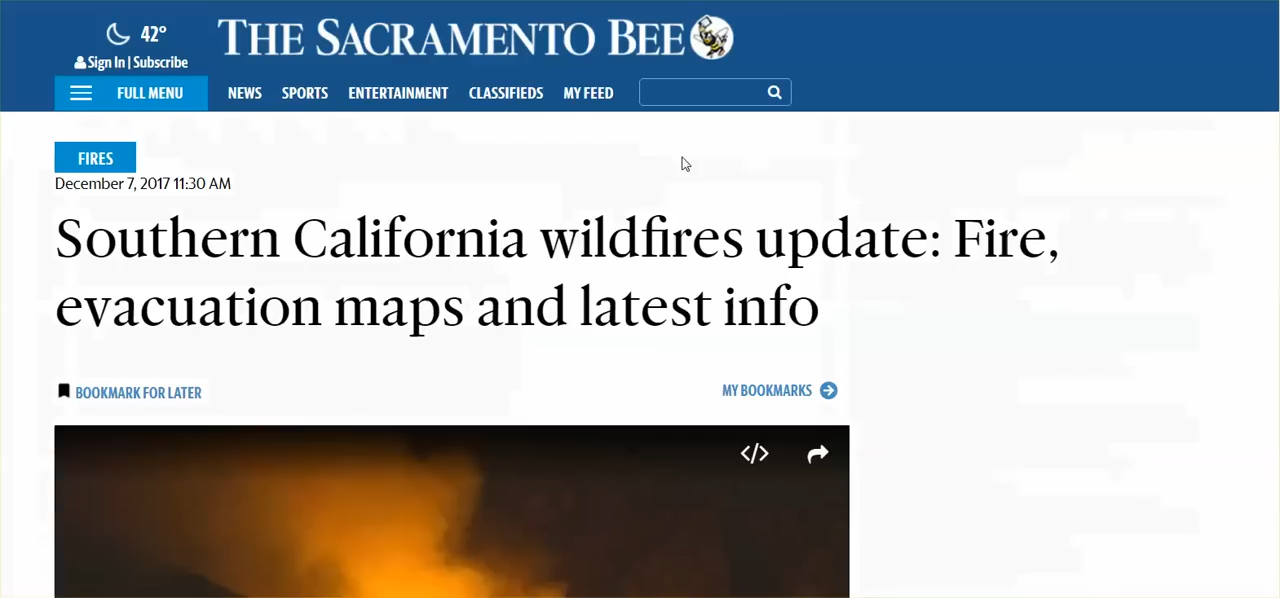 42°
THE SACRAMENTO BEE
Sign In | Subscribe
FULL MENU
NEWS SPORTS ENTERTAINMENT CLASSIFIEDS MY FEED
FIRES
December 7, 2017 11:30 AM
Southern California wildfires update: Fire,
evacuation maps and latest info
BOOKMARK FOR LATER
MY BOOKMARKS